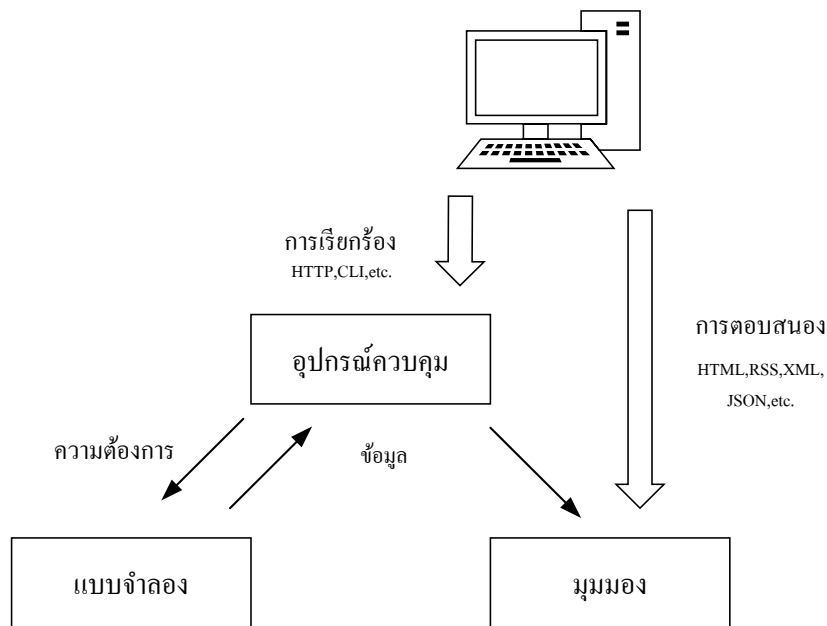 การเรียกร้อง
HTTP,CLI,etc.
อุปกรณ์ควบคุม
การตอบสนอง
HTML,RSS,XML,
JSON,etc.
ความต้องการ
ข้อมูล
แบบจำลอง
มุมมอง